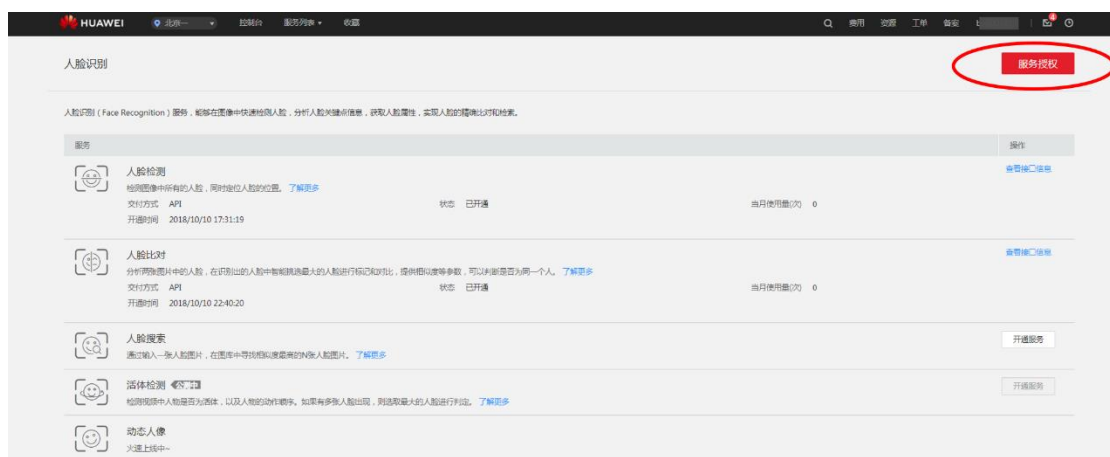 HUAWEI 北京一 控制台 服务列表 收藏 费用 资源 工单 备案 4
人脸识别 服务授权
人脸识别（Face Recognition）服务，能够在图像中快速检测人脸，分析人脸关键点信息，获取人脸属性，实现人脸的精确比对和检索。
服务 操作
人脸检测 查看接口信息
检测图像中所有的人脸，同时定位人脸的位置。 了解更多
交付方式 API 状态 已开通 当月使用量(次) 0
开通时间 2018/10/10 17:31:19
人脸比对 查看接口信息
分析两张图片中的人脸，在识别出的人脸中智能挑选最大的人脸进行标记和对比，提供相似度等参数，可以判断是否为同一个人。 了解更多
交付方式 API 状态 已开通 当月使用量(次) 0
开通时间 2018/10/10 22:40:20
人脸搜索 开通服务
通过输入一张人脸图片，在图库中寻找相似度最高的N张人脸图片。 了解更多
活体检测 公测中 开通服务
检测视频中人物是否为活体，以及人物的动作顺序。如果有多张人脸出现，则选取最大的人脸进行判定。 了解更多
动态人像
火速上线中~